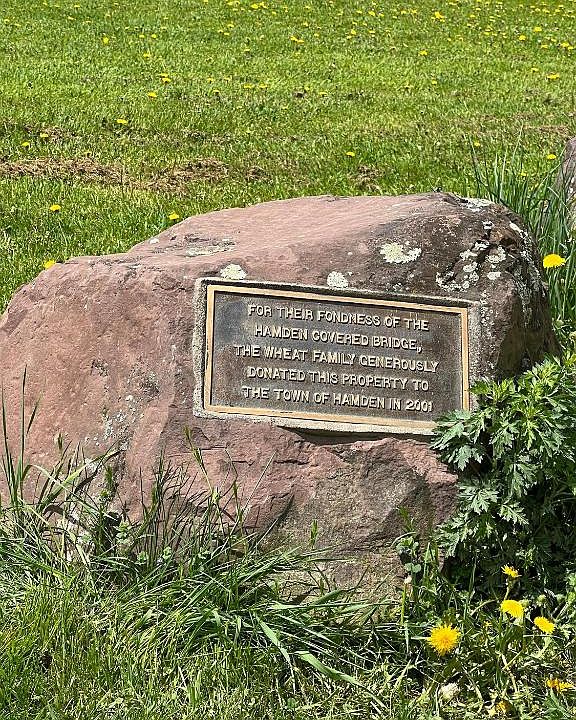 FOR THEIR FONDNESS OF THE
HAMDEN COVERED BRIDGE,
THE WHEAT FAMILY GENEROUSLY
DONATED THIS PROPERTY TO
THE TOWN OF HAMDEN IN 2001